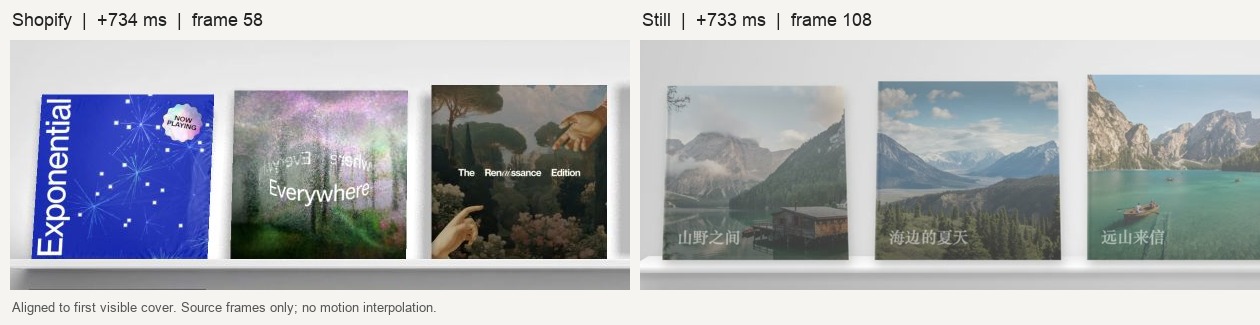 Shopify | +734 ms | frame 58
Still | +733 ms | frame 108
Exponential
NOW
PLAYING
Everywhere
Everywhere
The Renaissance Edition
山野之间
海边的夏天
远山来信
Aligned to first visible cover. Source frames only; no motion interpolation.